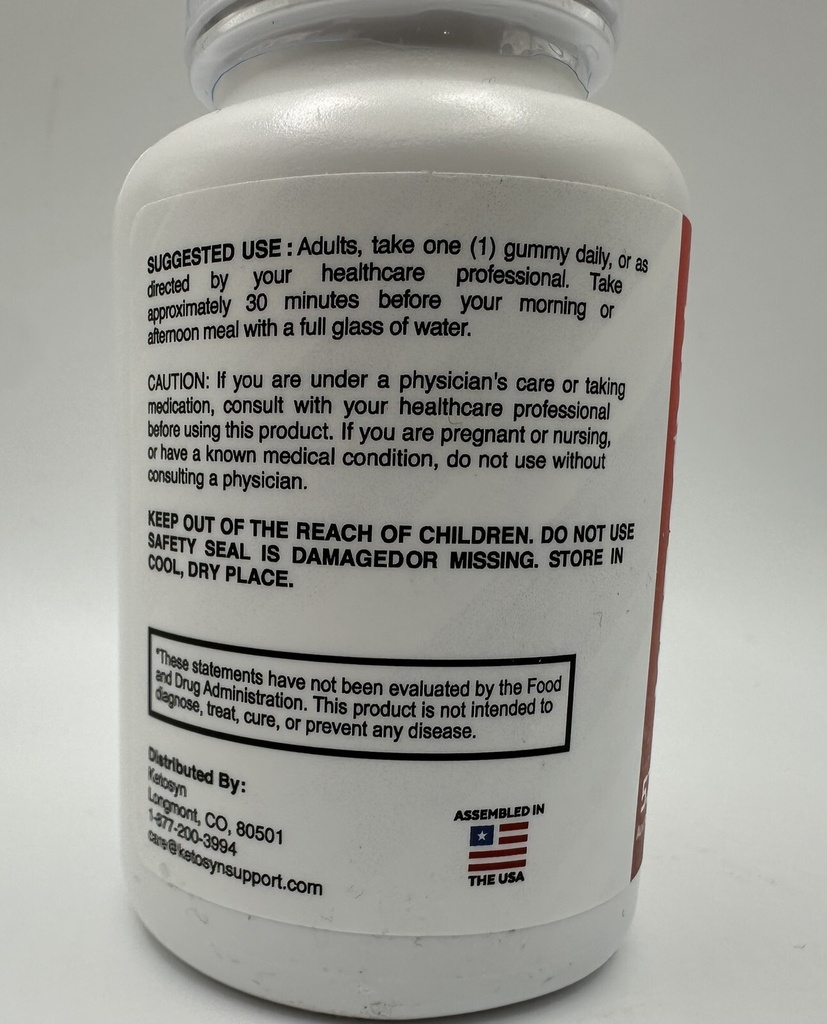 SUGGESTED USE : Adults, take one (1) gummy daily, or as
directed by your healthcare professional. Take
approximately 30 minutes before your morning or
afternoon meal with a full glass of water.
CAUTION: If you are under a physician's care or taking
medication, consult with your healthcare professional
before using this product. If you are pregnant or nursing,
or have a known medical condition, do not use without
consulting a physician.
KEEP OUT OF THE REACH OF CHILDREN. DO NOT USE
SAFETY SEAL IS DAMAGEDOR MISSING. STORE IN
COOL, DRY PLACE.
*These statements have not been evaluated by the Food
and Drug Administration. This product is not intended to
diagnose, treat, cure, or prevent any disease.
Distributed By:
Ketosyn
Longmont, CO, 80501
1-877-200-3994
care@ketosynsupport.com
ASSEMBLED IN
THE USA